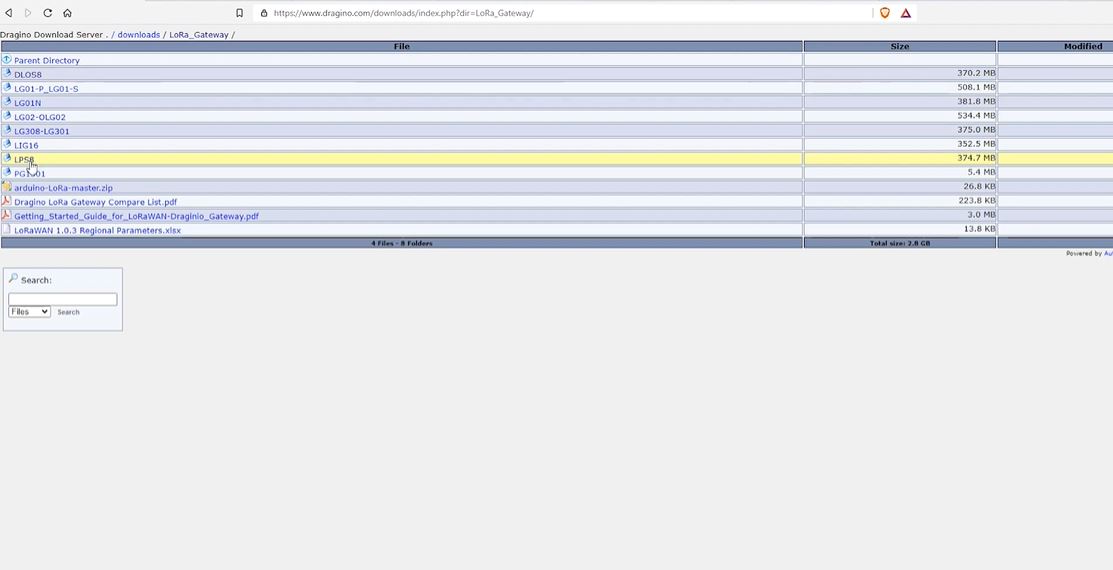 https://www.dragino.com/downloads/index.php?dir=LoRa_Gateway/
Dragino Download Server . / downloads / LoRa_Gateway /
File Size Modified
Parent Directory
DLOS8 370.2 MB
LG01-P_LG01-S 508.1 MB
LG01N 381.8 MB
LG02-OLG02 534.4 MB
LG308-LG301 375.0 MB
LIG16 352.5 MB
LPS8 374.7 MB
5.4 MB
arduino-LoRa-master.zip 26.8 KB
Dragino LoRa Gateway Compare List.pdf 223.8 KB
Getting_Started_Guide_for_LoRaWAN-Draginio_Gateway.pdf 3.0 MB
LoRaWAN 1.0.3 Regional Parameters.xlsx 13.8 KB
4 Files - 8 Folders Total size: 2.8 GB
Powered by Au
Search:
Files Search